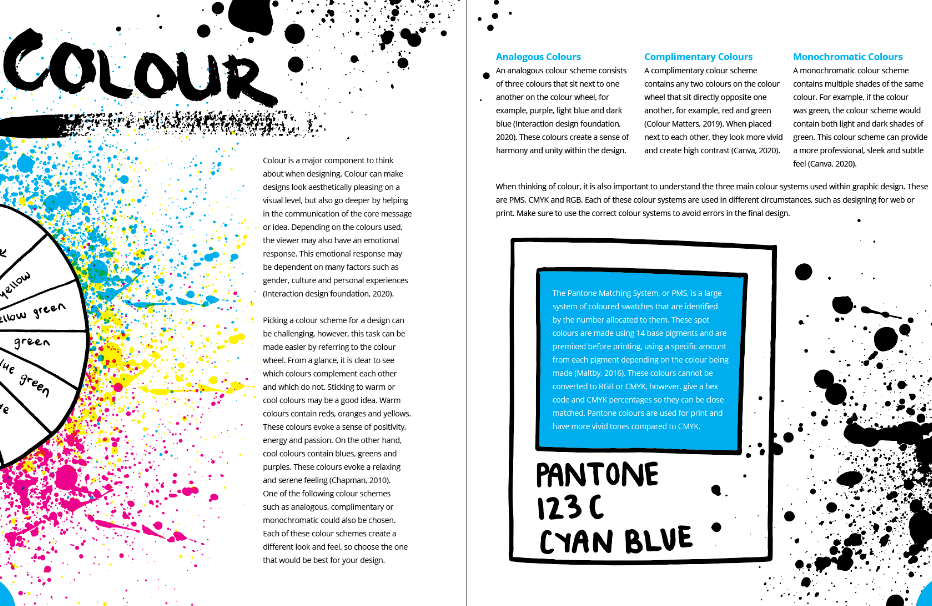 COLOUR
yellow
yellow green
green
blue green
Colour is a major component to think
about when designing. Colour can make
designs look aesthetically pleasing on a
visual level, but also go deeper by helping
in the communication of the core message
or idea. Depending on the colours used,
the viewer may also have an emotional
response. This emotional response may
be dependent on many factors such as
gender, culture and personal experiences
(Interaction design foundation, 2020).
Picking a colour scheme for a design can
be challenging, however, this task can be
made easier by referring to the colour
wheel. From a glance, it is clear to see
which colours complement each other
and which do not. Sticking to warm or
cool colours may be a good idea. Warm
colours contain reds, oranges and yellows.
These colours evoke a sense of positivity,
energy and passion. On the other hand,
cool colours contain blues, greens and
purples. These colours evoke a relaxing
and serene feeling (Chapman, 2010).
One of the following colour schemes
such as analogous, complimentary or
monochromatic could also be chosen.
Each of these colour schemes create a
different look and feel, so choose the one
that would be best for your design.
Analogous Colours
An analogous colour scheme consists
of three colours that sit next to one
another on the colour wheel, for
example, purple, light blue and dark
blue (Interaction design foundation,
2020). These colours create a sense of
harmony and unity within the design.
Complimentary Colours
A complimentary colour scheme
contains any two colours on the colour
wheel that sit directly opposite one
another, for example, red and green
(Colour Matters, 2019). When placed
next to each other, they look more vivid
and create high contrast (Canva, 2020).
Monochromatic Colours
A monochromatic colour scheme
contains multiple shades of the same
colour. For example, if the colour
was green, the colour scheme would
contain both light and dark shades of
green. This colour scheme can provide
a more professional, sleek and subtle
feel (Canva, 2020).
When thinking of colour, it is also important to understand the three main colour systems used within graphic design. These
are PMS, CMYK and RGB. Each of these colour systems are used in different circumstances, such as designing for web or
print. Make sure to use the correct colour systems to avoid errors in the final design.
The Pantone Matching System, or PMS, is a large
system of coloured swatches that are identified
by the number allocated to them. These spot
colours are made using 14 base pigments and are
premixed before printing, using a specific amount
from each pigment depending on the colour being
made (Maltby, 2016). These colours cannot be
converted to RGB or CMYK, however, give a hex
code and CMYK percentages so they can be close
matched. Pantone colours are used for print and
have more vivid tones compared to CMYK.
PANTONE
123 C
CYAN BLUE